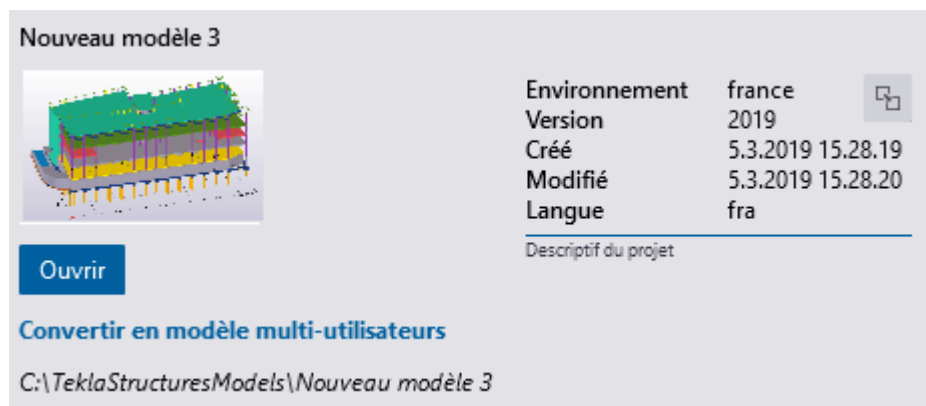 Nouveau modèle 3
Environnement france
Version 2019
Créé 5.3.2019 15.28.19
Modifié 5.3.2019 15.28.20
Langue fra
Descriptif du projet
Ouvrir
Convertir en modèle multi-utilisateurs
C:\TeklaStructuresModels\Nouveau modèle 3